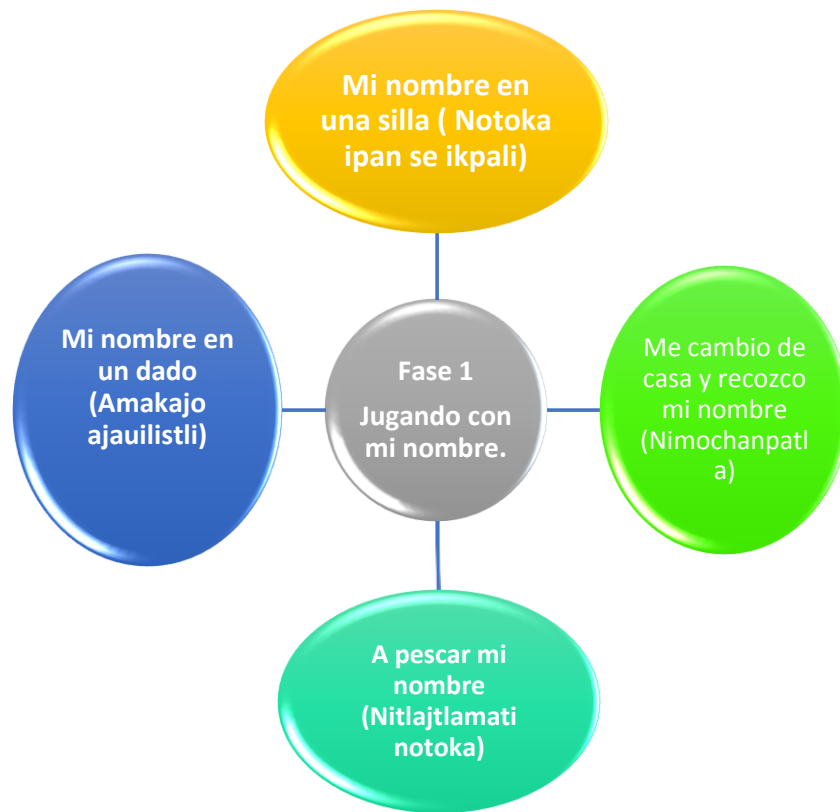 Mi nombre en
una silla ( Notoka
ipan se ikpali)
Mi nombre en
un dado
(Amakajo
ajauilistli)
Fase 1
Jugando con
mi nombre.
Me cambio de
casa y recozco
mi nombre
(Nimochanpatl
a)
A pescar mi
nombre
(Nitlajtlamati
notoka)